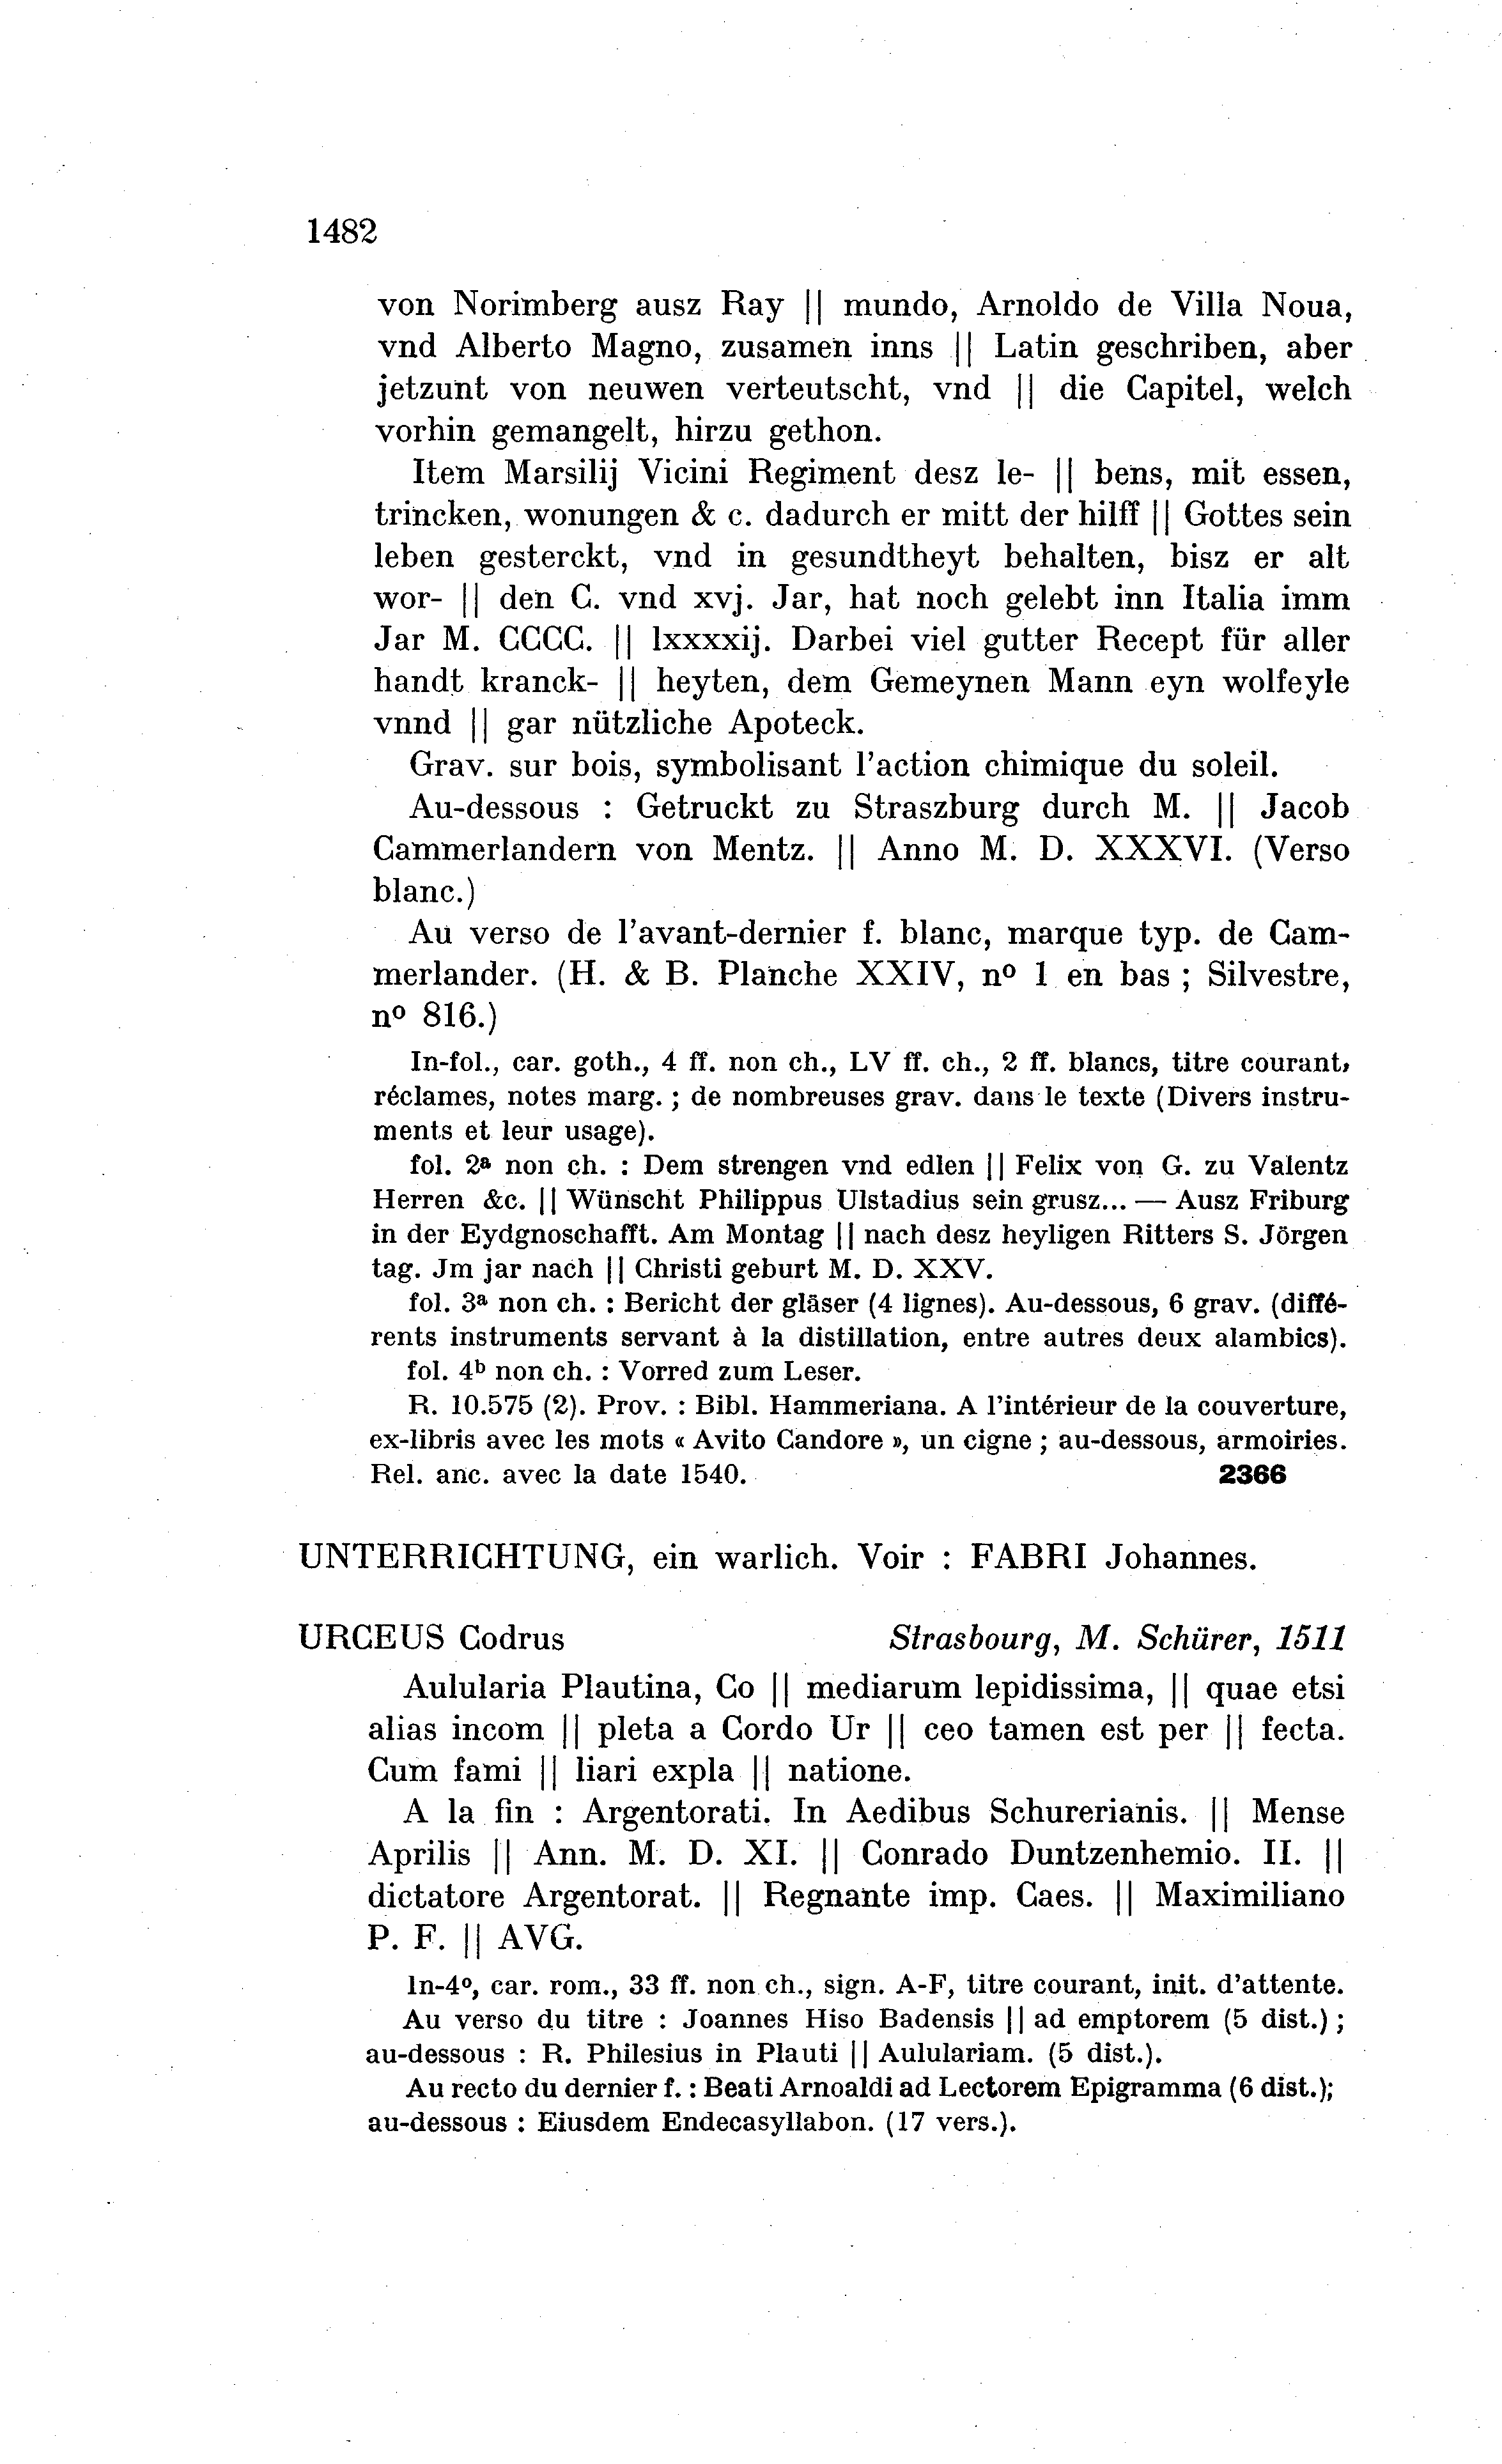 1482
von Norimberg ausz Ray || mundo, Arnoldo de Villa Noua,
vnd Alberto Magno, zusamen inns || Latin geschriben, aber
jetzunt von neuwen verteutscht, vnd || die Capitel, welch
vorhin gemangelt, hirzu gethon.
Item Marsilij Vicini Regiment desz le- || bens, mit essen,
trincken, wonungen & c. dadurch er mitt der hilff || Gottes sein
leben gesterckt, vnd in gesundtheyt behalten, bisz er alt
wor- || den C. vnd xvj. Jar, hat noch gelebt inn Italia imm
Jar M. CCCC. || lxxxxij. Darbei viel gutter Recept für aller
handt kranck- || heyten, dem Gemeynen Mann eyn wolfeyle
vnnd || gar nützliche Apoteck.
Grav. sur bois, symbolisant l'action chimique du soleil.
Au-dessous : Getruckt zu Straszburg durch M. || Jacob
Cammerlandern von Mentz. || Anno M. D. XXXVI. (Verso
blanc.)
Au verso de l'avant-dernier f. blanc, marque typ. de Cam-
merlander. (H. & B. Planche XXIV, nº 1 en bas ; Silvestre,
nº 816.)
In-fol., car. goth., 4 ff. non ch., LV ff. ch., 2 ff. blancs, titre courant,
réclames, notes marg. ; de nombreuses grav. dans le texte (Divers instru-
ments et leur usage).
fol. 2ª non ch. : Dem strengen vnd edlen || Felix von G. zu Valentz
Herren &c. || Wünscht Philippus Ulstadius sein grusz... — Ausz Friburg
in der Eydgnoschafft. Am Montag || nach desz heyligen Ritters S. Jörgen
tag. Jm jar nach || Christi geburt M. D. XXV.
fol. 3ª non ch. : Bericht der gläser (4 lignes). Au-dessous, 6 grav. (diffé-
rents instruments servant à la distillation, entre autres deux alambics).
fol. 4ᵇ non ch. : Vorred zum Leser.
R. 10.575 (2). Prov. : Bibl. Hammeriana. A l'intérieur de la couverture,
ex-libris avec les mots « Avito Candore », un cigne ; au-dessous, armoiries.
Rel. anc. avec la date 1540. 2366
UNTERRICHTUNG, ein warlich. Voir : FABRI Johannes.
URCEUS Codrus Strasbourg, M. Schürer, 1511
Aulularia Plautina, Co || mediarum lepidissima, || quae etsi
alias incom || pleta a Cordo Ur || ceo tamen est per || fecta.
Cum fami || liari expla || natione.
A la fin : Argentorati. In Aedibus Schurerianis. || Mense
Aprilis || Ann. M. D. XI. || Conrado Duntzenhemio. II. ||
dictatore Argentorat. || Regnante imp. Caes. || Maximiliano
P. F. || AVG.
In-4º, car. rom., 33 ff. non ch., sign. A-F, titre courant, init. d'attente.
Au verso du titre : Joannes Hiso Badensis || ad emptorem (5 dist.) ;
au-dessous : R. Philesius in Plauti || Aululariam. (5 dist.).
Au recto du dernier f. : Beati Arnoaldi ad Lectorem Epigramma (6 dist.);
au-dessous : Eiusdem Endecasyllabon. (17 vers.).